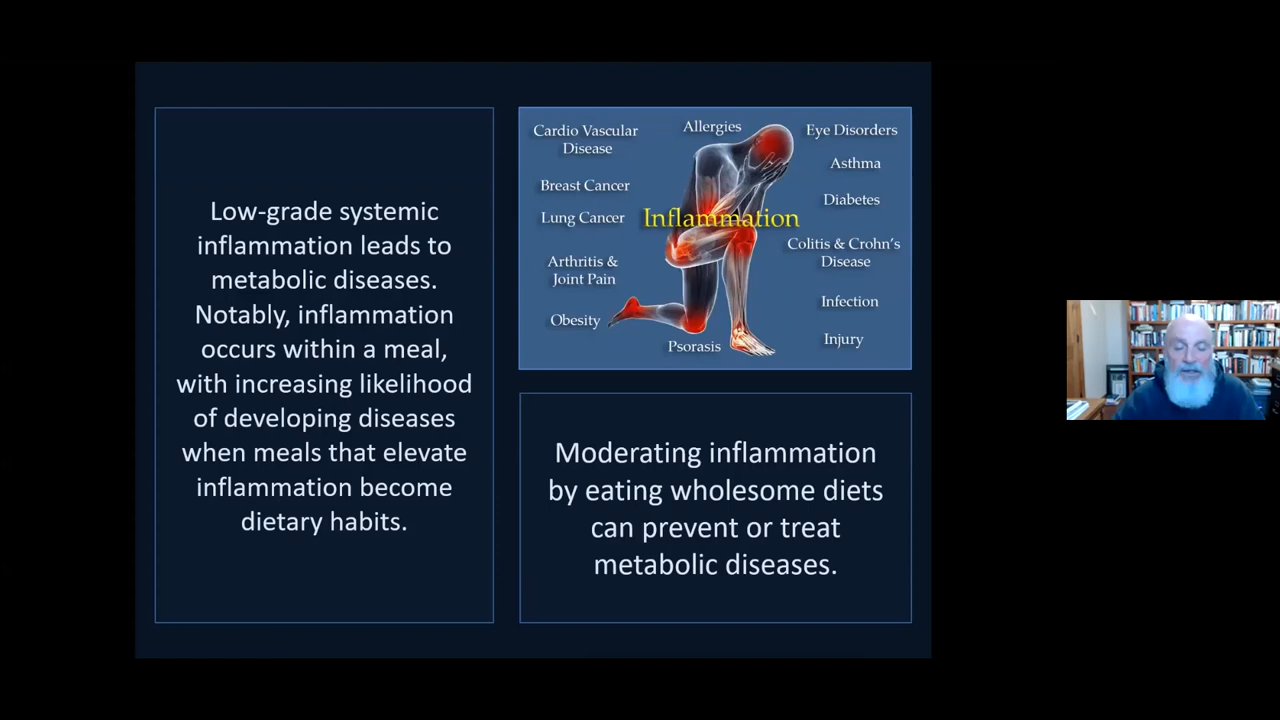 Low-grade systemic
inflammation leads to
metabolic diseases.
Notably, inflammation
occurs within a meal,
with increasing likelihood
of developing diseases
when meals that elevate
inflammation become
dietary habits.
Cardio Vascular
Disease
Allergies
Eye Disorders
Asthma
Breast Cancer
Diabetes
Lung Cancer
Inflammation
Colitis & Crohn's
Disease
Arthritis &
Joint Pain
Infection
Obesity
Injury
Psorasis
Moderating inflammation
by eating wholesome diets
can prevent or treat
metabolic diseases.